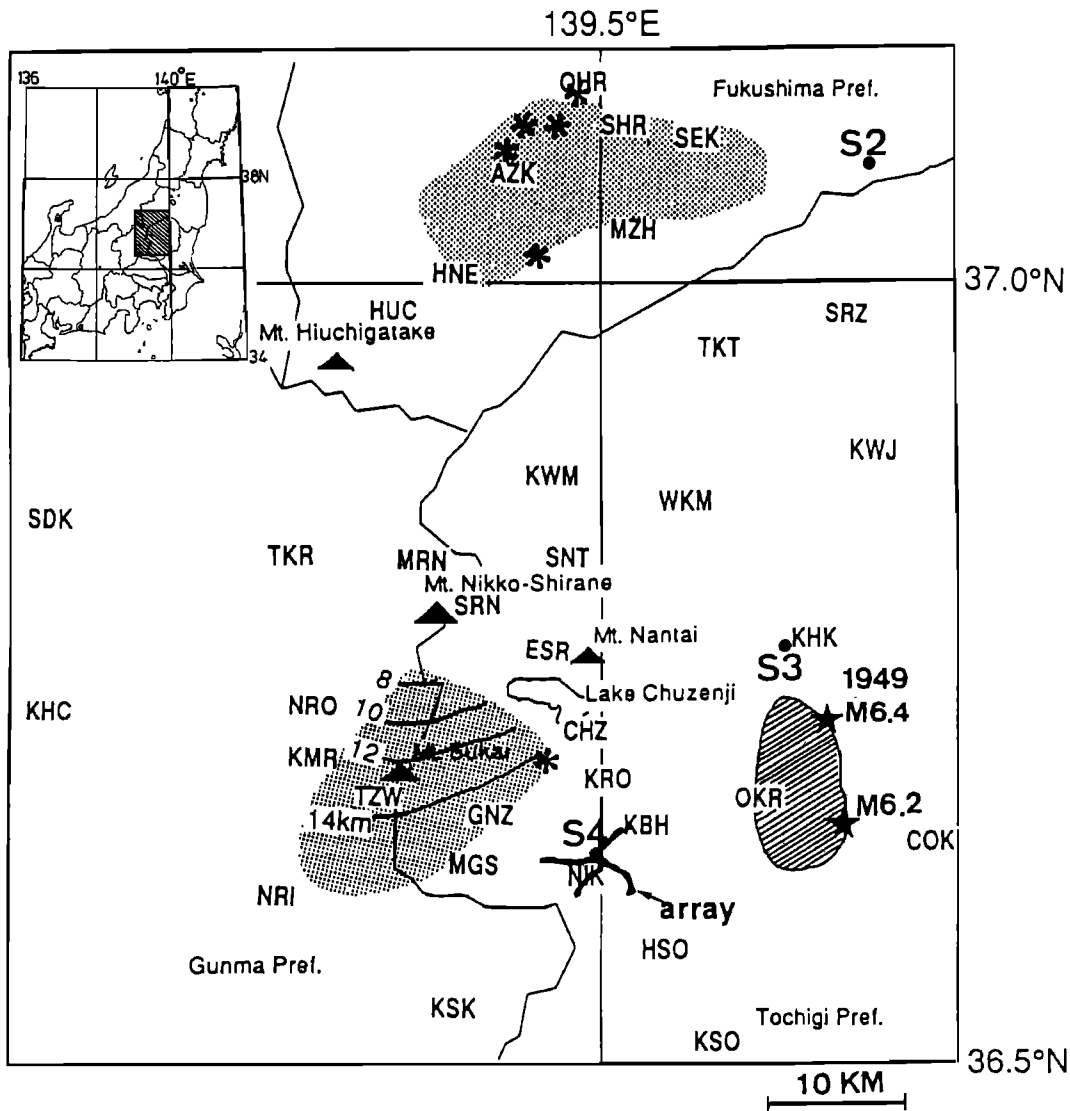 139.5°E
136
140°E
38N
34
Fukushima Pref.
OHR
SHR
SEK
S2
AZK
MZH
HNE
37.0°N
HUC
SRZ
Mt. Hiuchigatake
TKT
KWJ
KWM
WKM
SDK
TKR
MRN
SNT
Mt. Nikko-Shirane
SRN
Mt. Nantai
ESR
KHK
S3
8
Lake Chuzenji
1949
M6.4
NRO
10
KHC
CHZ
KMR
12
Mt. Sukai
KRO
TZW
OKR
M6.2
14km
GNZ
KBH
S4
COK
MGS
NIK
NRI
array
HSO
Gunma Pref.
KSK
Tochigi Pref.
KSO
36.5°N
10 KM